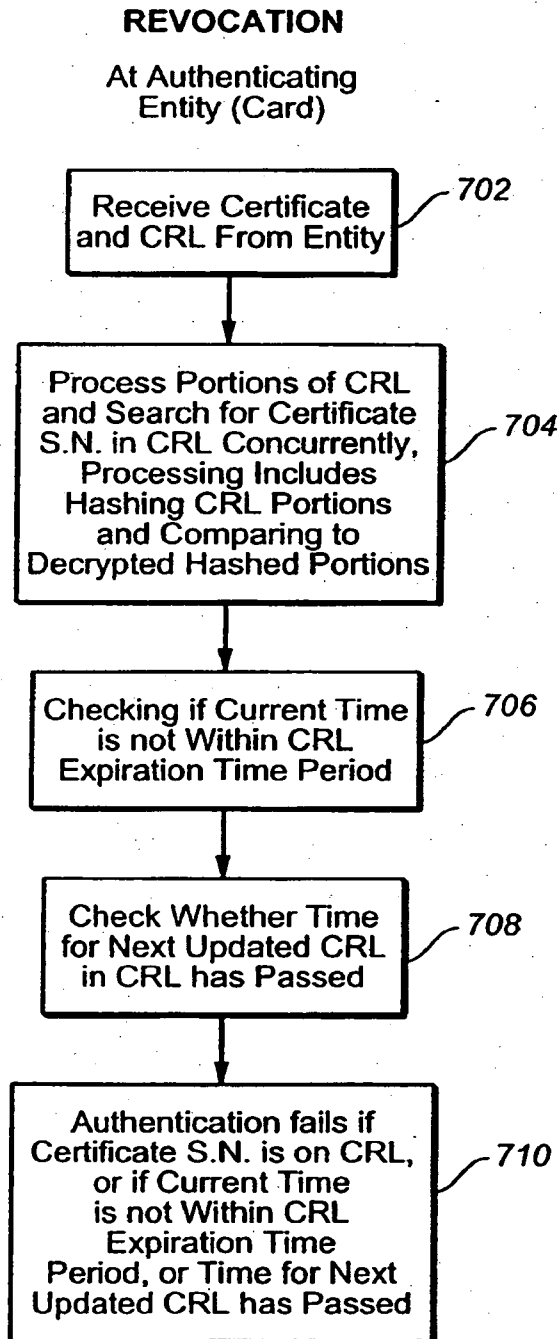 REVOCATION
At Authenticating
Entity (Card)
702
Receive Certificate
and CRL From Entity
Process Portions of CRL
and Search for Certificate
S.N. in CRL Concurrently,
Processing Includes
Hashing CRL Portions
and Comparing to
Decrypted Hashed Portions
704
Checking if Current Time
is not Within CRL
Expiration Time Period
706
Check Whether Time
for Next Updated CRL
in CRL has Passed
708
Authentication fails if
Certificate S.N. is on CRL,
or if Current Time
is not Within CRL
Expiration Time
Period, or Time for Next
Updated CRL has Passed
710